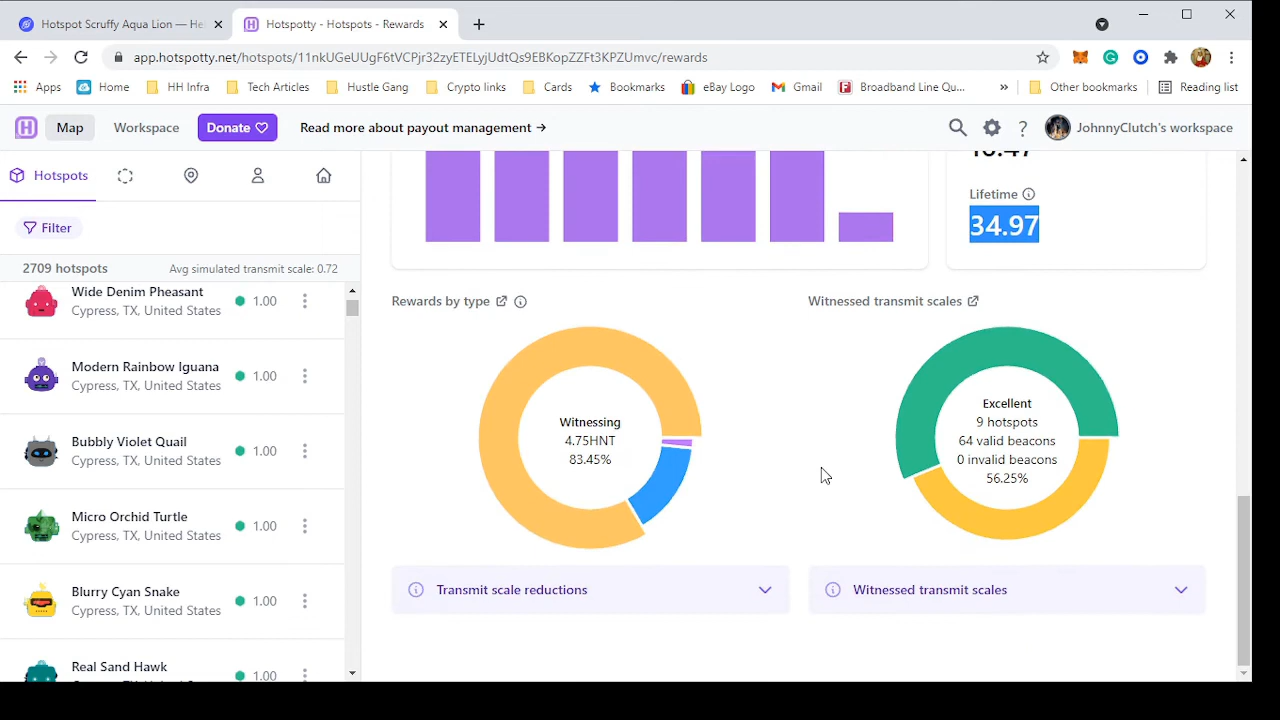 Hotspot Scruffy Aqua Lion — He
Hotspotty - Hotspots - Rewards
app.hotspotty.net/hotspots/11nkUGeUUgF6tVCPjr32zyETELyjUdtQs9EBKopZZFt3KPZUmvc/rewards
Apps Home HH Infra Tech Articles Hustle Gang Crypto links Cards Bookmarks eBay Logo Gmail Broadband Line Qu... » Other bookmarks Reading list
Map Workspace Donate Read more about payout management → ? JohnnyClutch's workspace
Hotspots
Filter
2709 hotspots Avg simulated transmit scale: 0.72
Wide Denim Pheasant
Cypress, TX, United States
1.00
Modern Rainbow Iguana
Cypress, TX, United States
1.00
Bubbly Violet Quail
Cypress, TX, United States
1.00
Micro Orchid Turtle
Cypress, TX, United States
1.00
Blurry Cyan Snake
Cypress, TX, United States
1.00
Real Sand Hawk
Cypress, TX, United States
1.00
Lifetime
34.97
Rewards by type
Witnessing
4.75HNT
83.45%
Transmit scale reductions
Witnessed transmit scales
Excellent
9 hotspots
64 valid beacons
0 invalid beacons
56.25%
Witnessed transmit scales